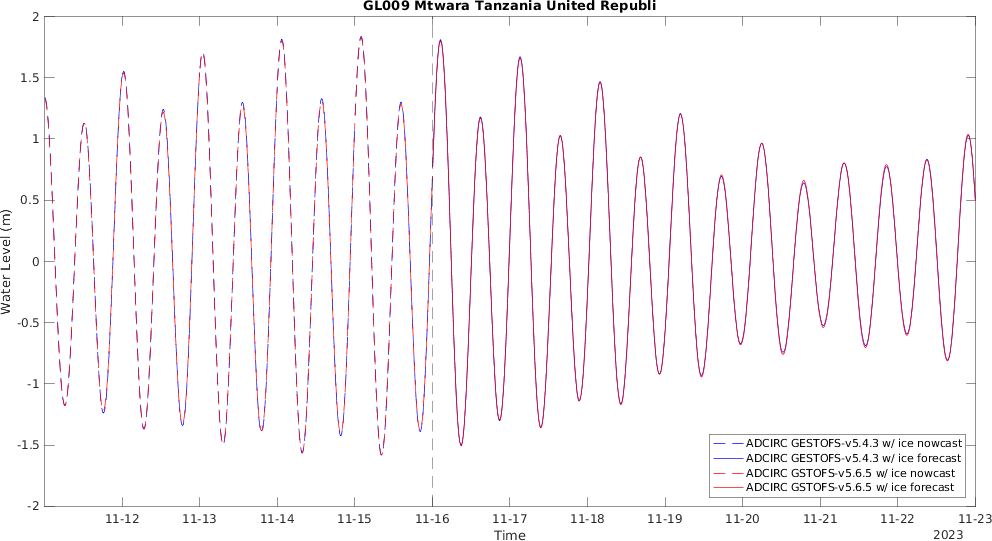 GL009 Mtwara Tanzania United Republi
2
1.5
1
0.5
0
-0.5
-1
-1.5
-2
Water Level (m)
ADCIRC GESTOFS-v5.4.3 w/ ice nowcast
ADCIRC GESTOFS-v5.4.3 w/ ice forecast
ADCIRC GSTOFS-v5.6.5 w/ ice nowcast
ADCIRC GSTOFS-v5.6.5 w/ ice forecast
11-12 11-13 11-14 11-15 11-16 11-17 11-18 11-19 11-20 11-21 11-22 11-23
Time
2023